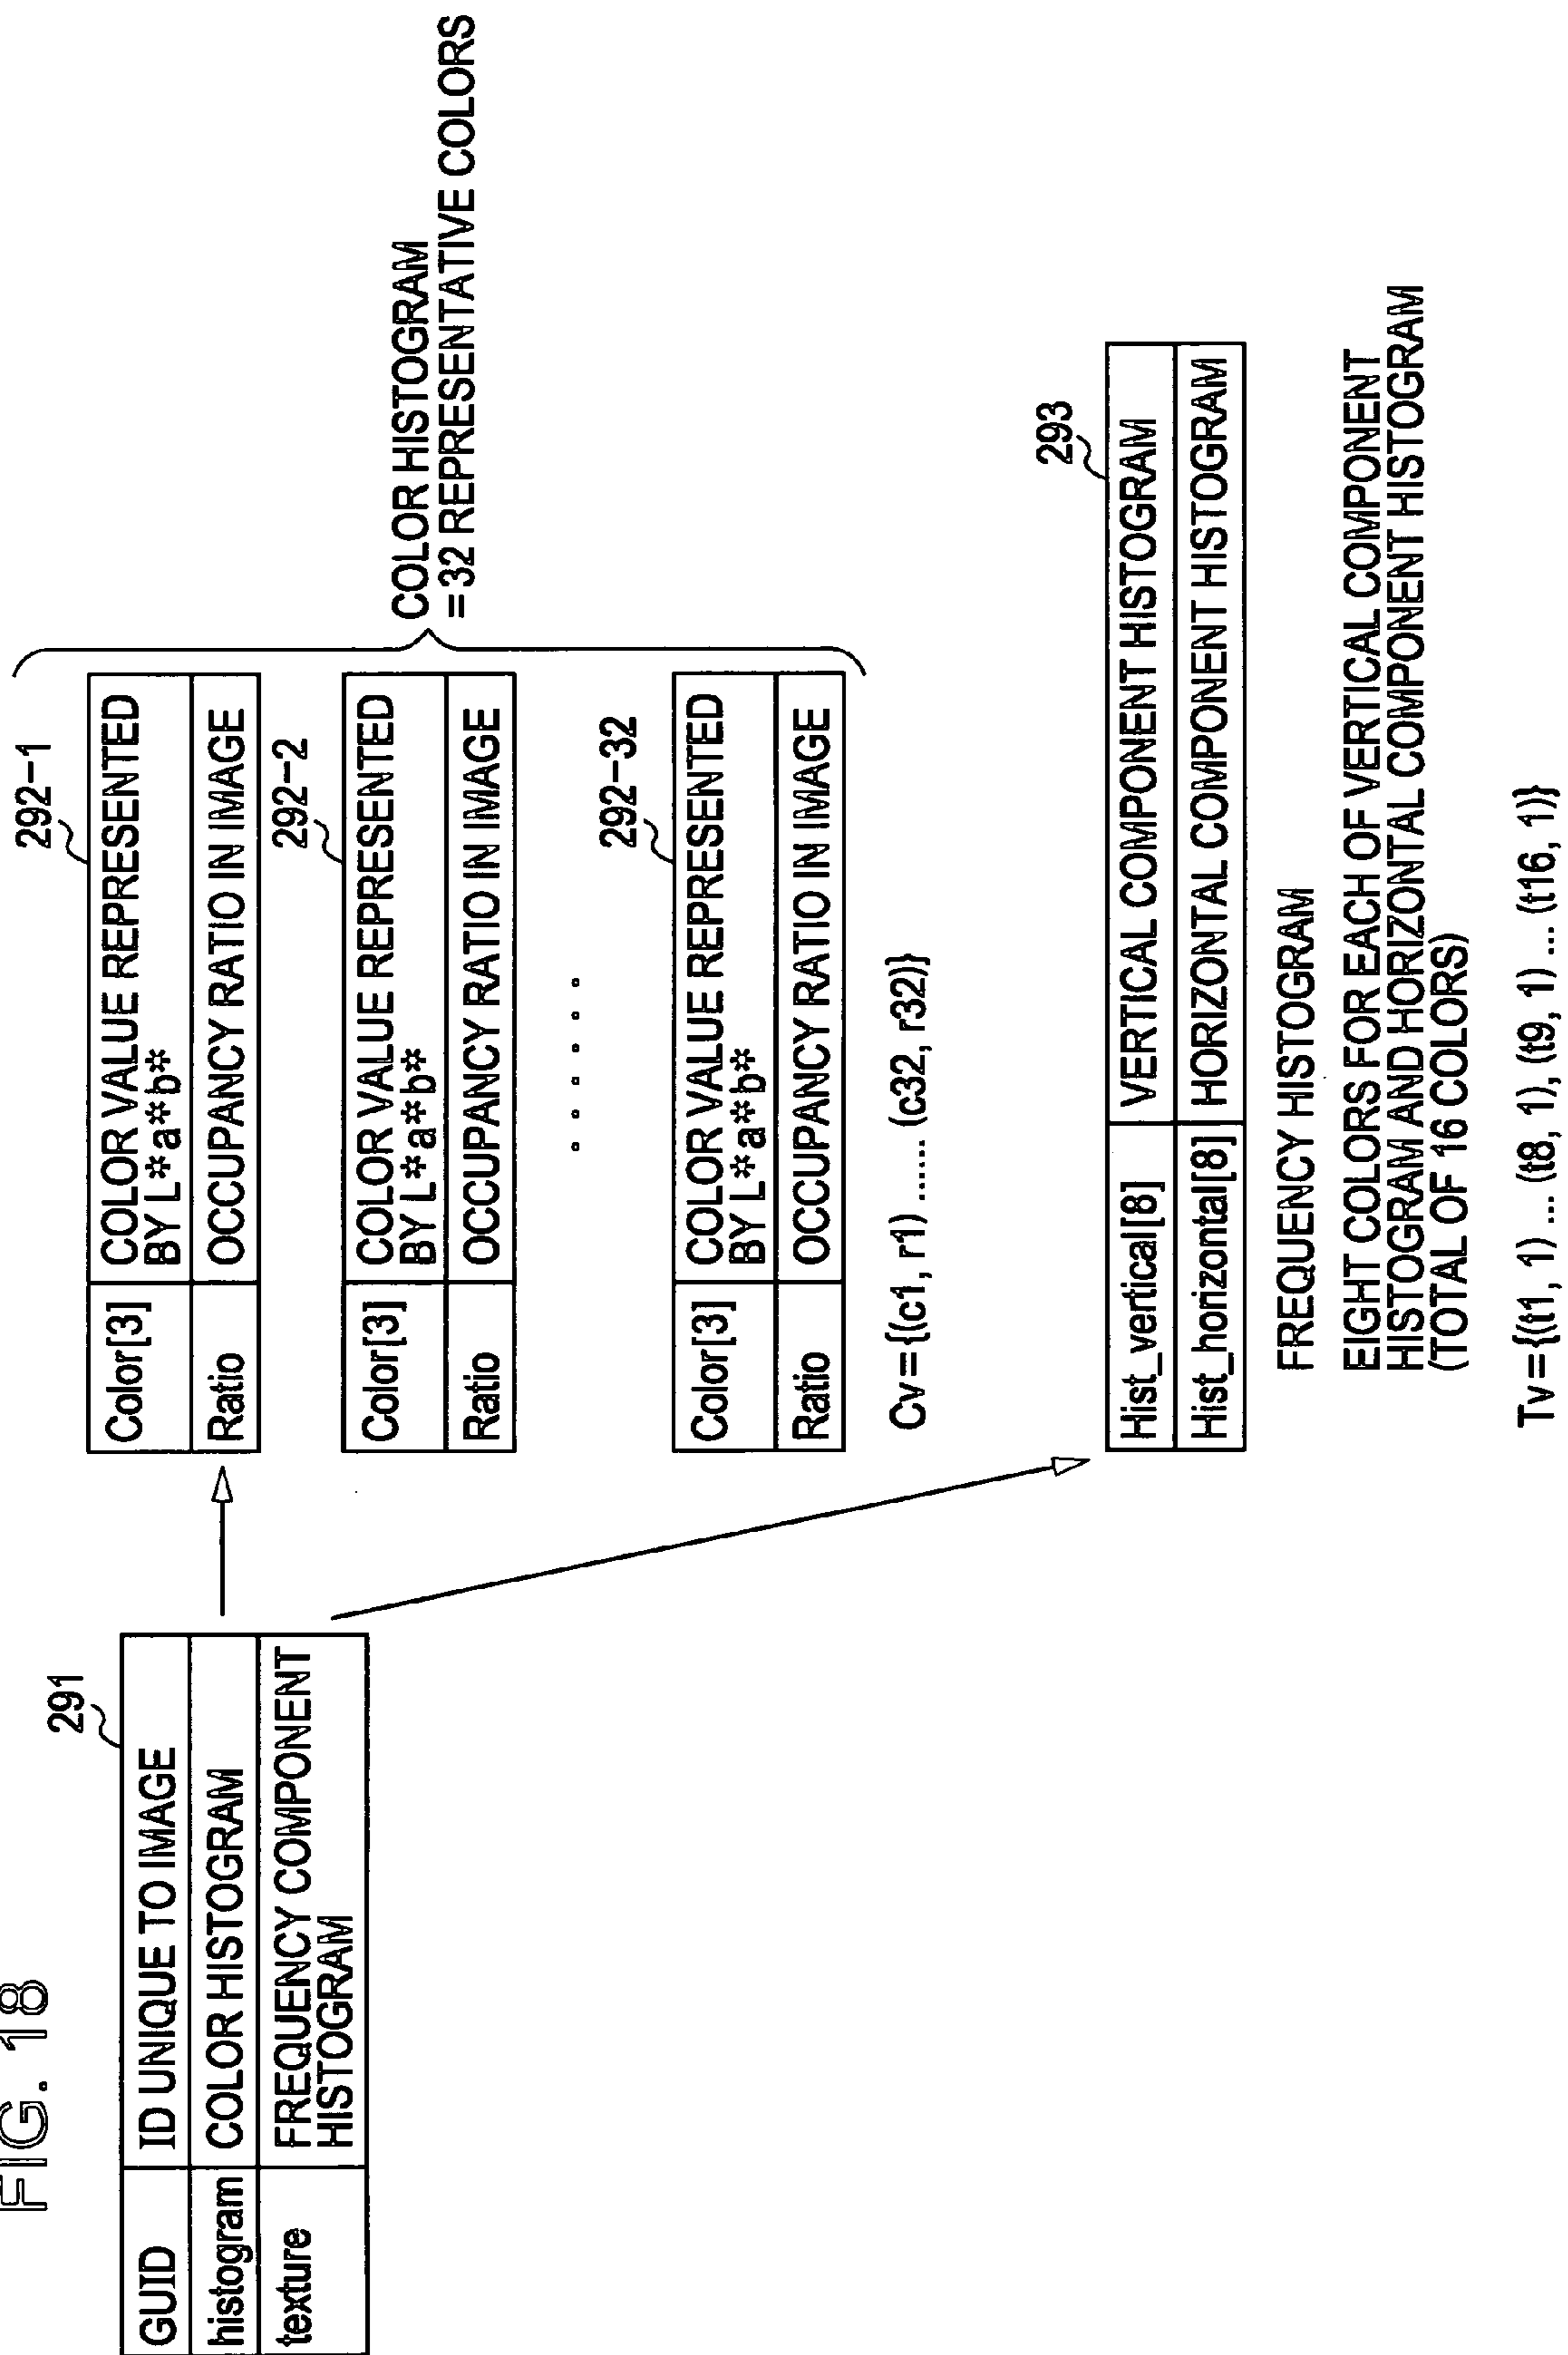 FIG. 18
291
GUID ID UNIQUE TO IMAGE
histogram COLOR HISTOGRAM
texture FREQUENCY COMPONENT
HISTOGRAM
292-1
Color[3] COLOR VALUE REPRESENTED
BY L*a*b*
Ratio OCCUPANCY RATIO IN IMAGE
292-2
Color[3] COLOR VALUE REPRESENTED
BY L*a*b*
Ratio OCCUPANCY RATIO IN IMAGE
......
292-32
Color[3] COLOR VALUE REPRESENTED
BY L*a*b*
Ratio OCCUPANCY RATIO IN IMAGE
COLOR HISTOGRAM
=32 REPRESENTATIVE COLORS
Cv={(c1, r1) ...... (c32, r32)}
293
Hist_vertical[8] VERTICAL COMPONENT HISTOGRAM
Hist_horizontal[8] HORIZONTAL COMPONENT HISTOGRAM
FREQUENCY HISTOGRAM
EIGHT COLORS FOR EACH OF VERTICAL COMPONENT
HISTOGRAM AND HORIZONTAL COMPONENT HISTOGRAM
(TOTAL OF 16 COLORS)
Tv={(t1, 1) ... (t8, 1), (t9, 1) ... (t16, 1)}